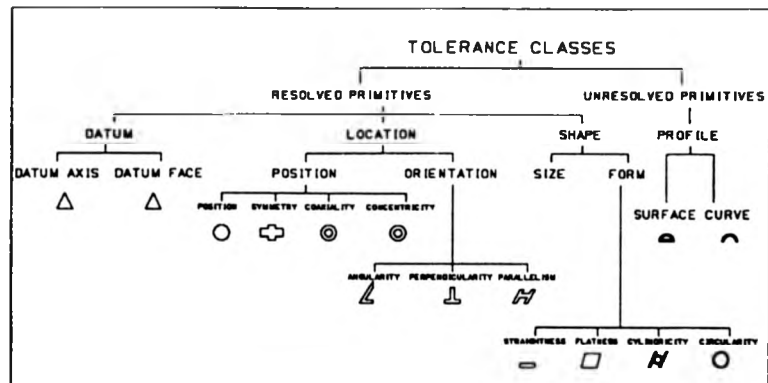 TOLERANCE CLASSES
RESOLVED PRIMITIVES UNRESOLVED PRIMITIVES
DATUM LOCATION SHAPE PROFILE
DATUM AXIS DATUM FACE POSITION ORIENTATION SIZE FORM
POSITION SYMMETRY COAXIALITY CONCENTRICITY
SURFACE CURVE
ANGULARITY PERPENDICULARITY PARALLELISM
STRAIGHTNESS FLATNESS CYLINDRICITY CIRCULARITY